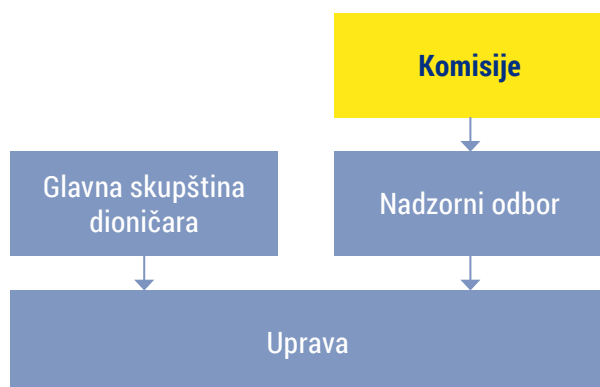 Komisije
Glavna skupština
dioničara
Nadzorni odbor
Uprava